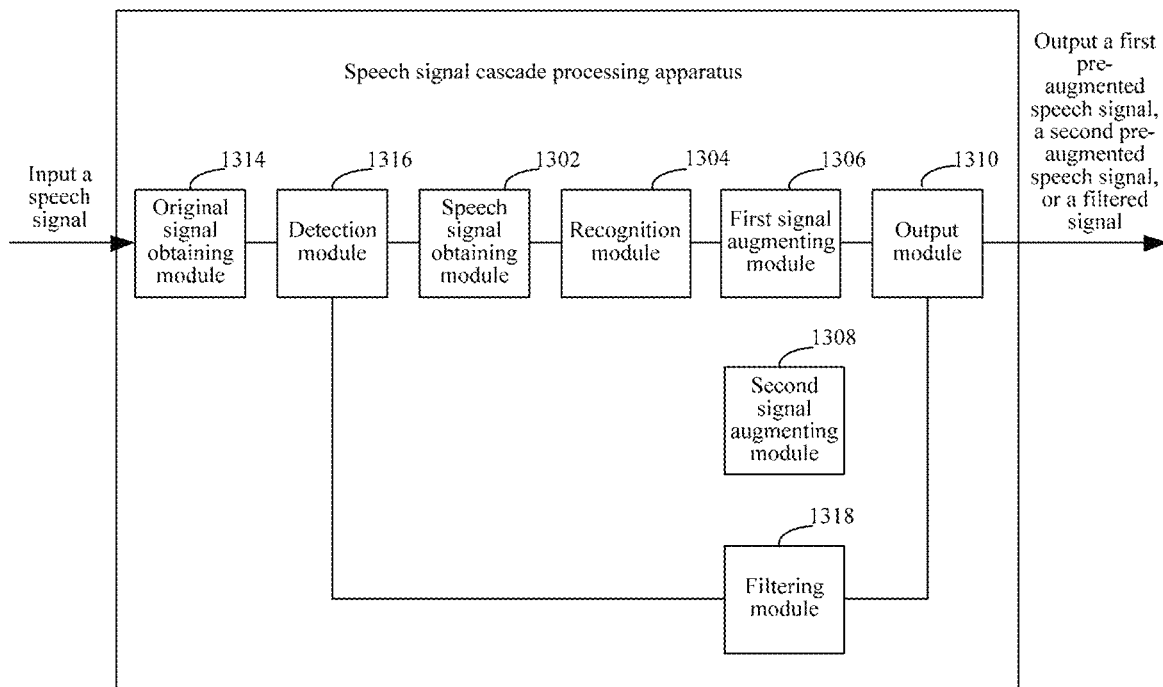 Speech signal cascade processing apparatus
Input a
speech
signal
Output a first
pre-
augmented
speech signal,
a second pre-
augmented
speech signal,
or a filtered
signal
1314
Original
signal
obtaining
module
1316
Detection
module
1302
Speech
signal
obtaining
module
1304
Recognition
module
1306
First signal
augmenting
module
1310
Output
module
1308
Second
signal
augmenting
module
1318
Filtering
module